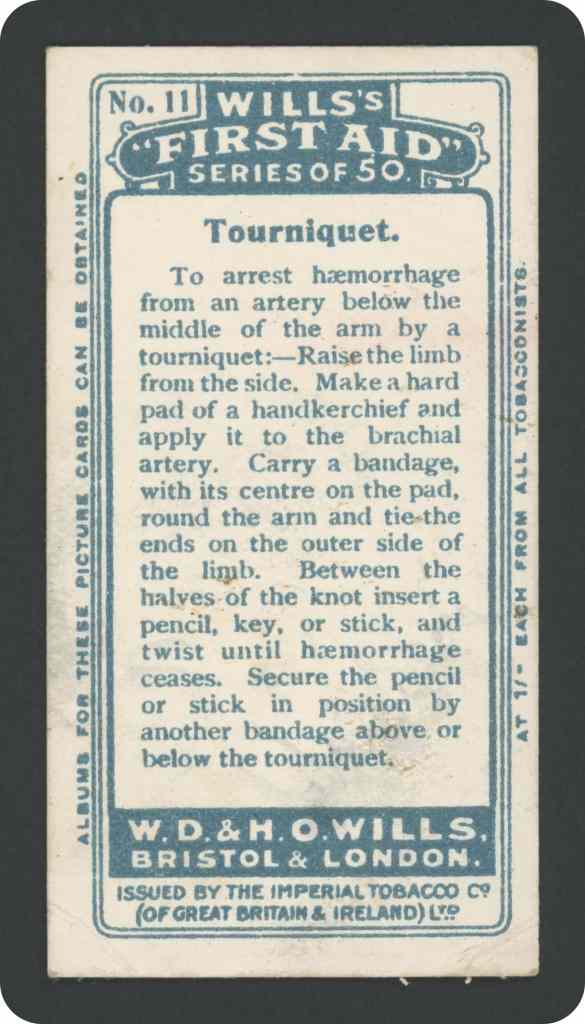 No. 11
WILLS'S
"FIRST AID"
SERIES OF 50.
Tourniquet.
To arrest hæmorrhage
from an artery below the
middle of the arm by a
tourniquet:—Raise the limb
from the side. Make a hard
pad of a handkerchief and
apply it to the brachial
artery. Carry a bandage,
with its centre on the pad,
round the arm and tie the
ends on the outer side of
the limb. Between the
halves of the knot insert a
pencil, key, or stick, and
twist until hæmorrhage
ceases. Secure the pencil
or stick in position by
another bandage above or
below the tourniquet.
W. D. & H. O. WILLS,
BRISTOL & LONDON.
ISSUED BY THE IMPERIAL TOBACCO CO
(OF GREAT BRITAIN & IRELAND) LTD
ALBUMS FOR THESE PICTURE CARDS CAN BE OBTAINED
AT 1/- EACH FROM ALL TOBACCONISTS.